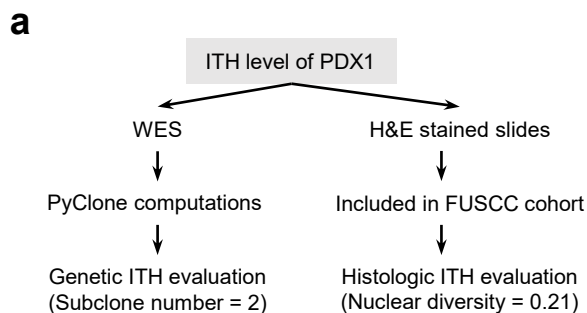 a
ITH level of PDX1
WES
H&E stained slides
PyClone computations
Included in FUSCC cohort
Genetic ITH evaluation
(Subclone number = 2)
Histologic ITH evaluation
(Nuclear diversity = 0.21)